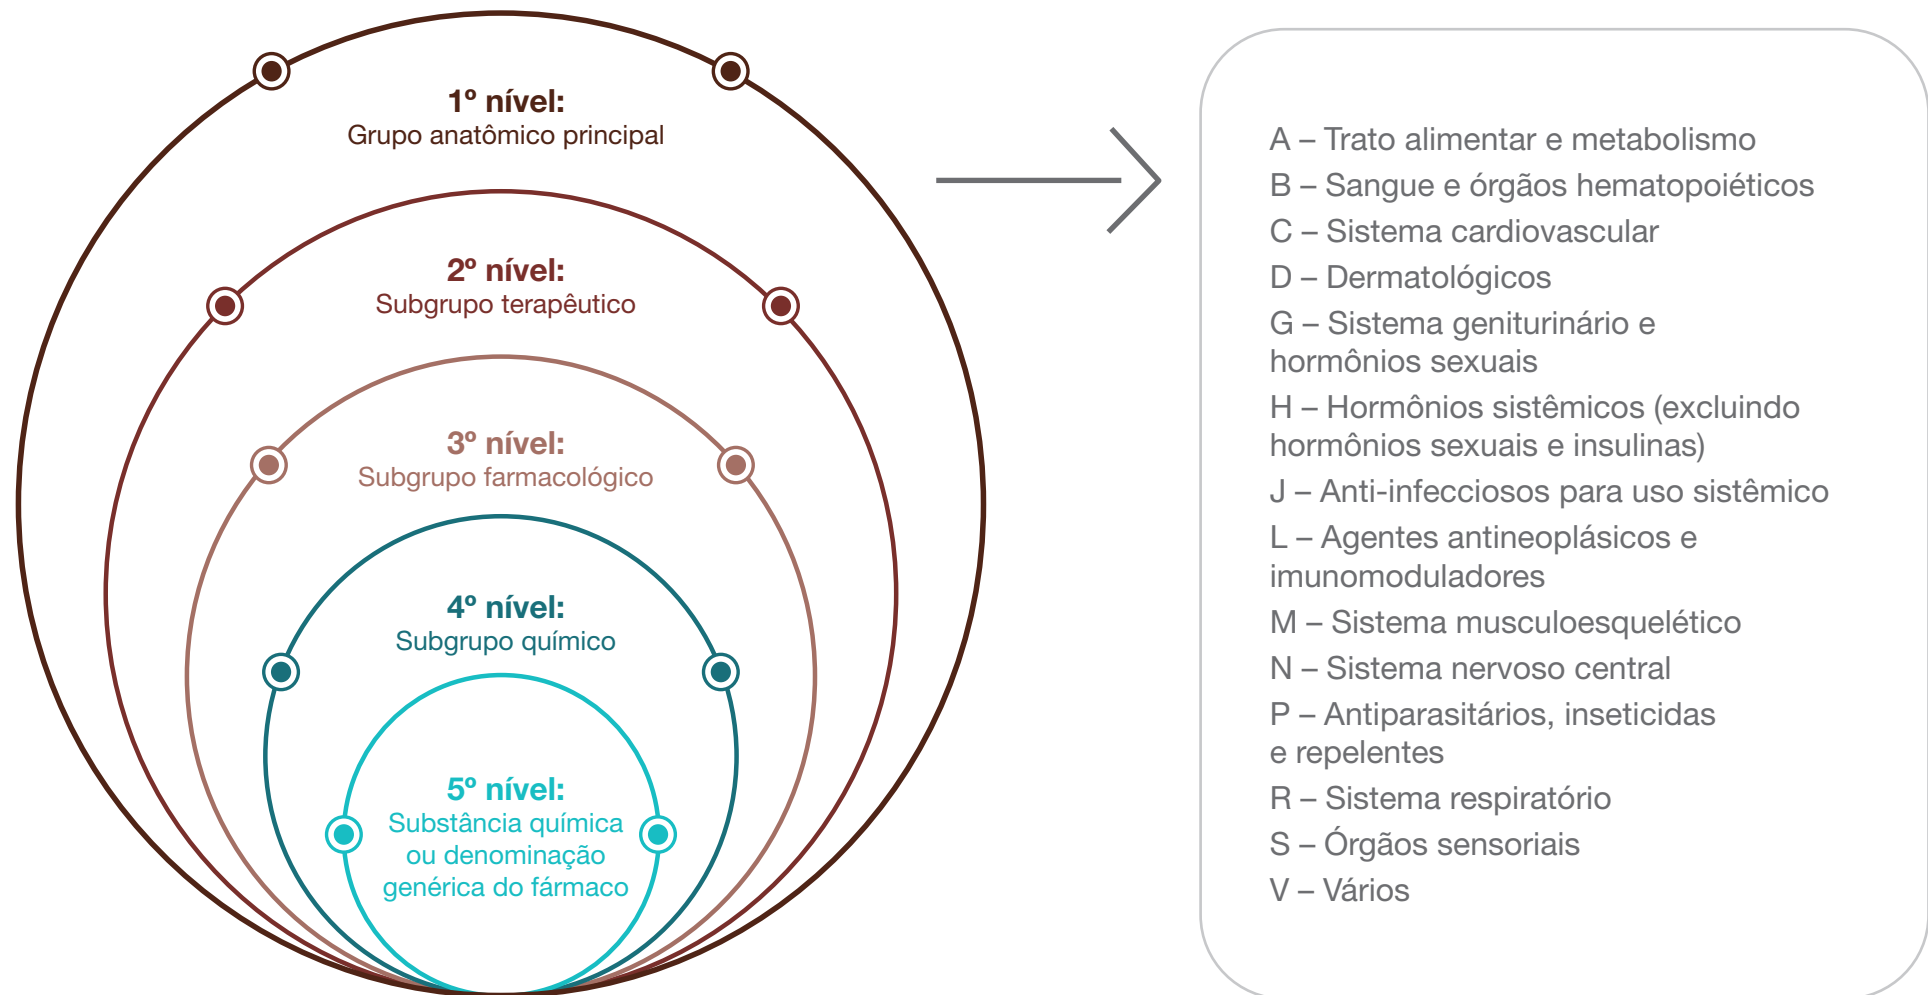 1º nível:
Grupo anatômico principal
2º nível:
Subgrupo terapêutico
3º nível:
Subgrupo farmacológico
4º nível:
Subgrupo químico
5º nível:
Substância química
ou denominação
genérica do fármaco
A – Trato alimentar e metabolismo
B – Sangue e órgãos hematopoiéticos
C – Sistema cardiovascular
D – Dermatológicos
G – Sistema geniturinário e
hormônios sexuais
H – Hormônios sistêmicos (excluindo
hormônios sexuais e insulinas)
J – Anti-infecciosos para uso sistêmico
L – Agentes antineoplásicos e
imunomoduladores
M – Sistema musculoesquelético
N – Sistema nervoso central
P – Antiparasitários, inseticidas
e repelentes
R – Sistema respiratório
S – Órgãos sensoriais
V – Vários